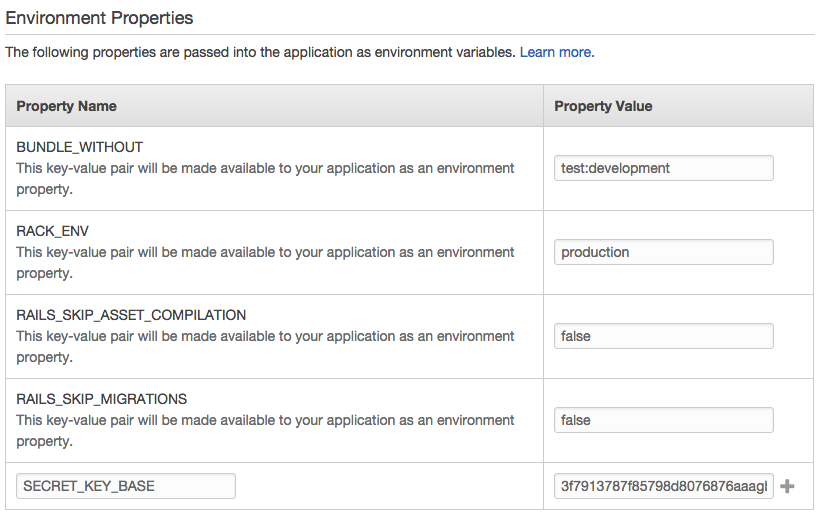 Environment Properties
The following properties are passed into the application as environment variables. Learn more.
Property Name
Property Value
BUNDLE_WITHOUT
This key-value pair will be made available to your application as an environment
property.
test:development
RACK_ENV
This key-value pair will be made available to your application as an environment
property.
production
RAILS_SKIP_ASSET_COMPILATION
This key-value pair will be made available to your application as an environment
property.
false
RAILS_SKIP_MIGRATIONS
This key-value pair will be made available to your application as an environment
property.
false
SECRET_KEY_BASE
3f7913787f85798d8076876aaag